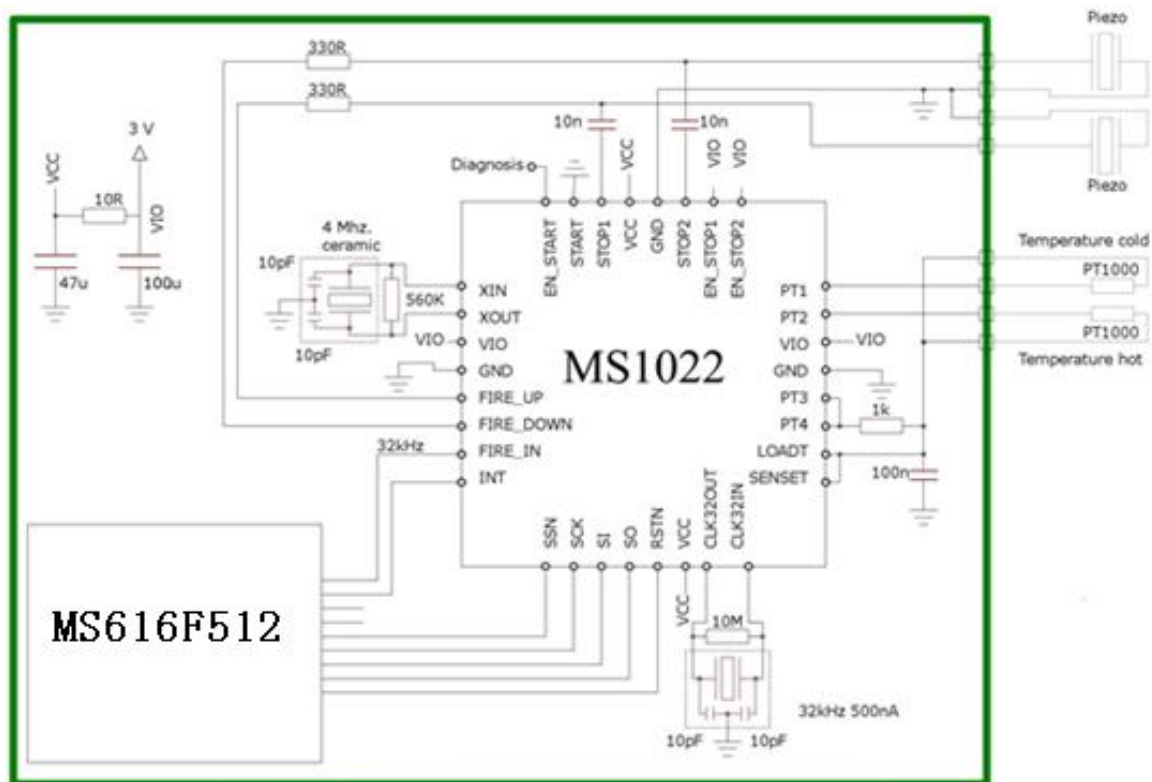 Piezo
330R
330R
10n
10n
Piezo
3 V
VCC
10R
VIO
47u
100u
Diagnosis
VCC
VIO
VIO
EN_START
START
STOP1
VCC
GND
STOP2
EN_STOP1
EN_STOP2
4 Mhz.
ceramic
10pF
560K
10pF
Temperature cold
PT1000
PT1000
Temperature hot
XIN
XOUT
VIO
VIO
GND
FIRE_UP
FIRE_DOWN
32kHz
FIRE_IN
INT
MS1022
PT1
PT2
VIO
VIO
GND
PT3
PT4
1k
LOADT
SENSET
100n
SSN
SCK
SI
SO
RSTN
VCC
CLK32OUT
CLK32IN
VCC
10M
MS616F512
32kHz 500nA
10pF
10pF